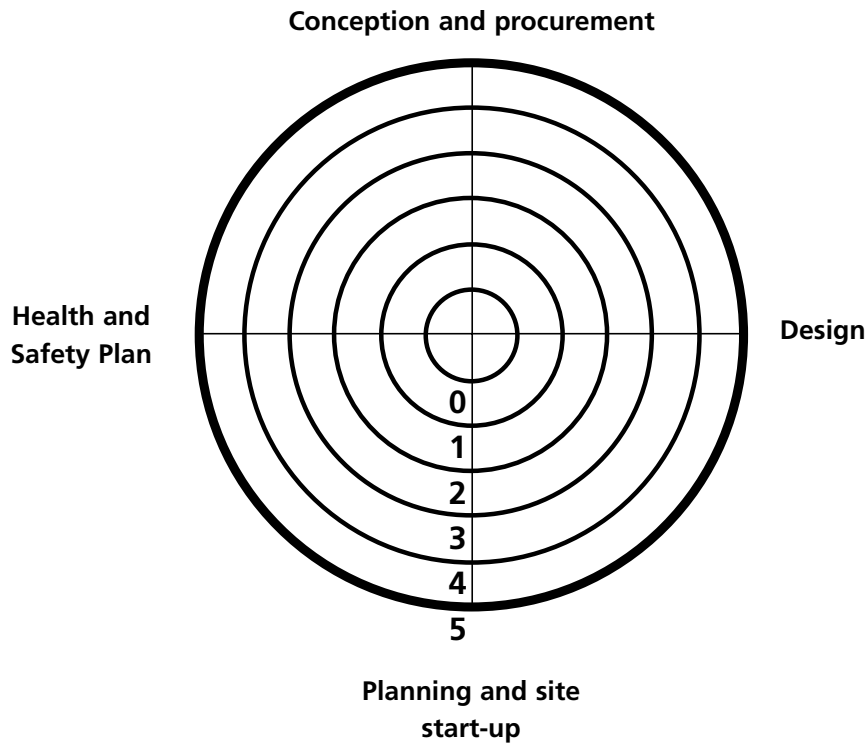 Conception and procurement
Health and
Safety Plan
Design
0
1
2
3
4
5
Planning and site
start-up